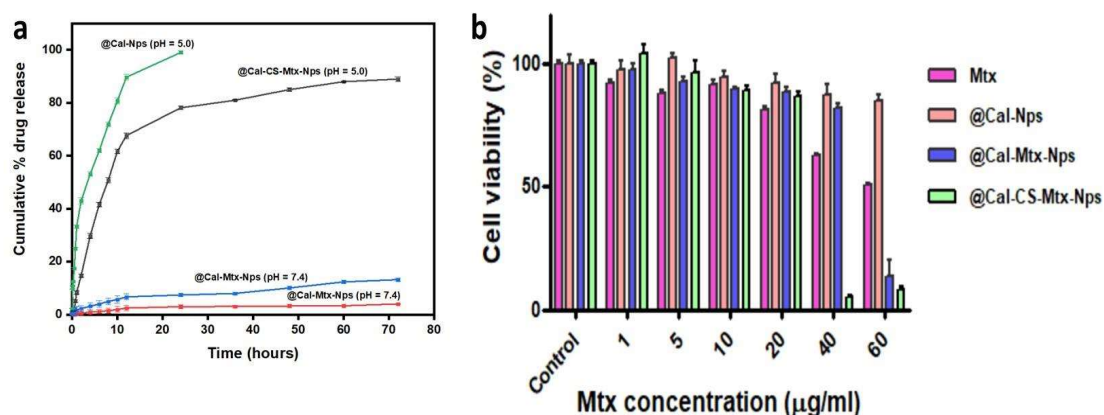 a
@Cal-Nps (pH = 5.0)
@Cal-CS-Mtx-Nps (pH = 5.0)
@Cal-Mtx-Nps (pH = 7.4)
@Cal-Mtx-Nps (pH = 7.4)
Cumulative % drug release
100
80
60
40
20
0
0 10 20 30 40 50 60 70 80
Time (hours)
b
Cell viability (%)
100
50
0
Control 1 5 10 20 40 60
Mtx concentration (μg/ml)
Mtx
@Cal-Nps
@Cal-Mtx-Nps
@Cal-CS-Mtx-Nps